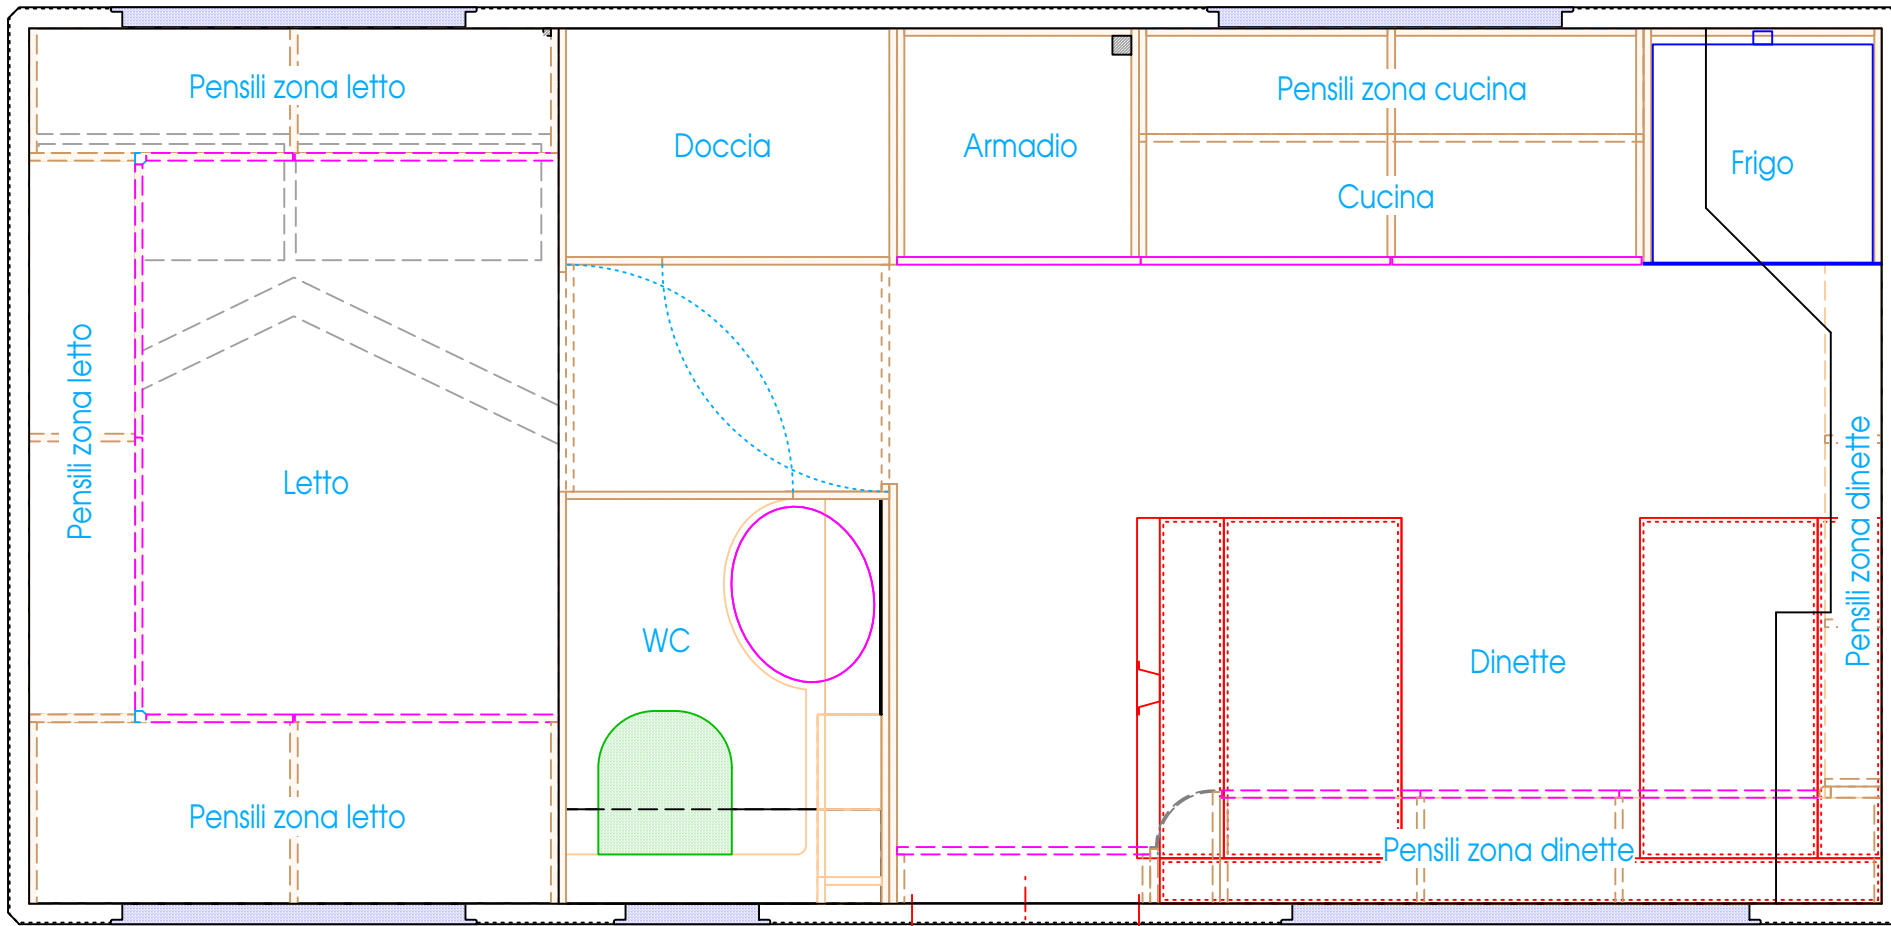 Pensili zona letto
Pensili zona cucina
Doccia
Armadio
Frigo
Cucina
Pensili zona letto
Letto
Pensili zona dinette
WC
Dinette
Pensili zona letto
Pensili zona dinette